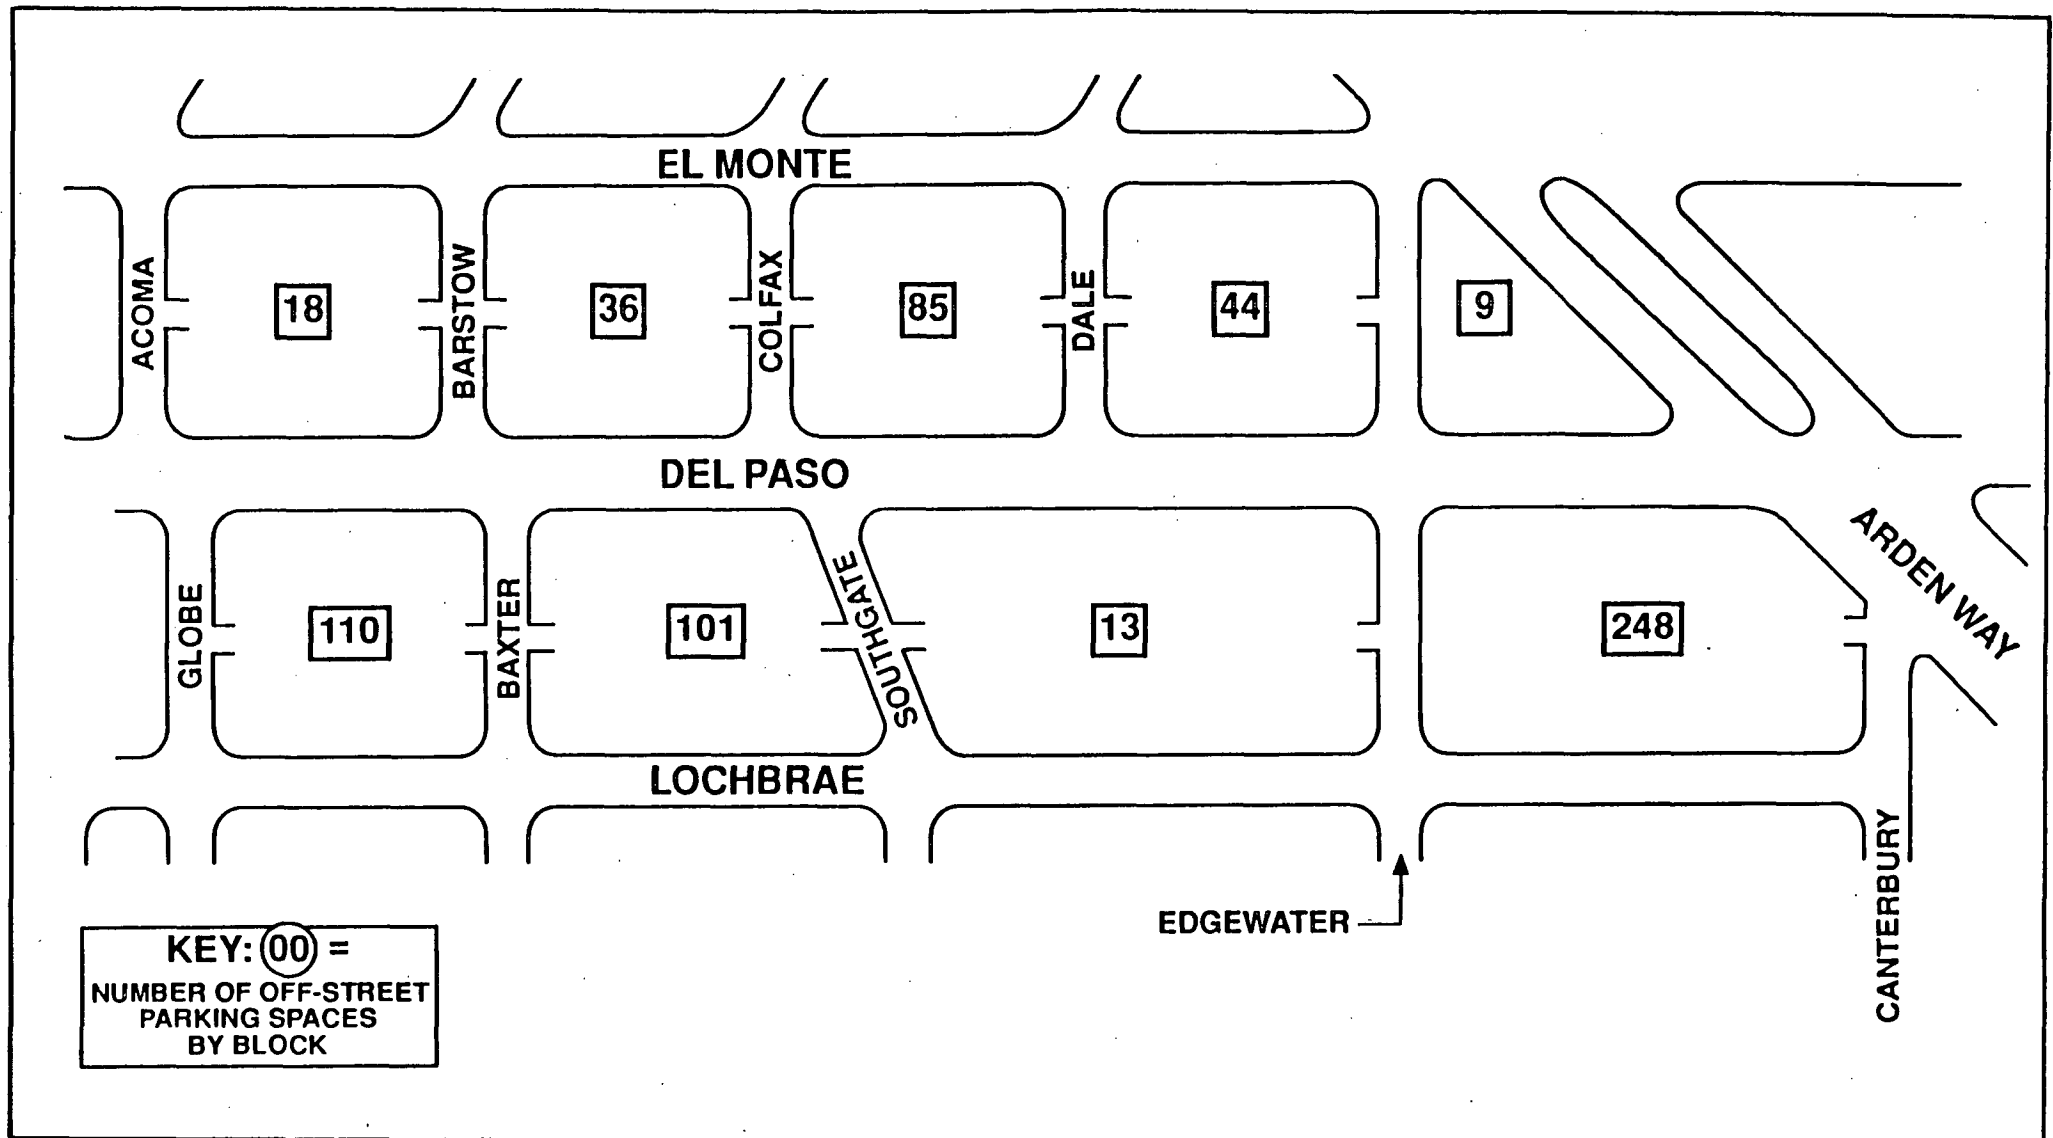 EL MONTE
ACOMA
18
BARSTOW
36
COLFAX
85
DALE
44
9
DEL PASO
GLOBE
110
BAXTER
101
SOUTHGATE
13
248
ARDEN WAY
LOCHBRAE
EDGEWATER
CANTERBURY
KEY: 00 =
NUMBER OF OFF-STREET
PARKING SPACES
BY BLOCK